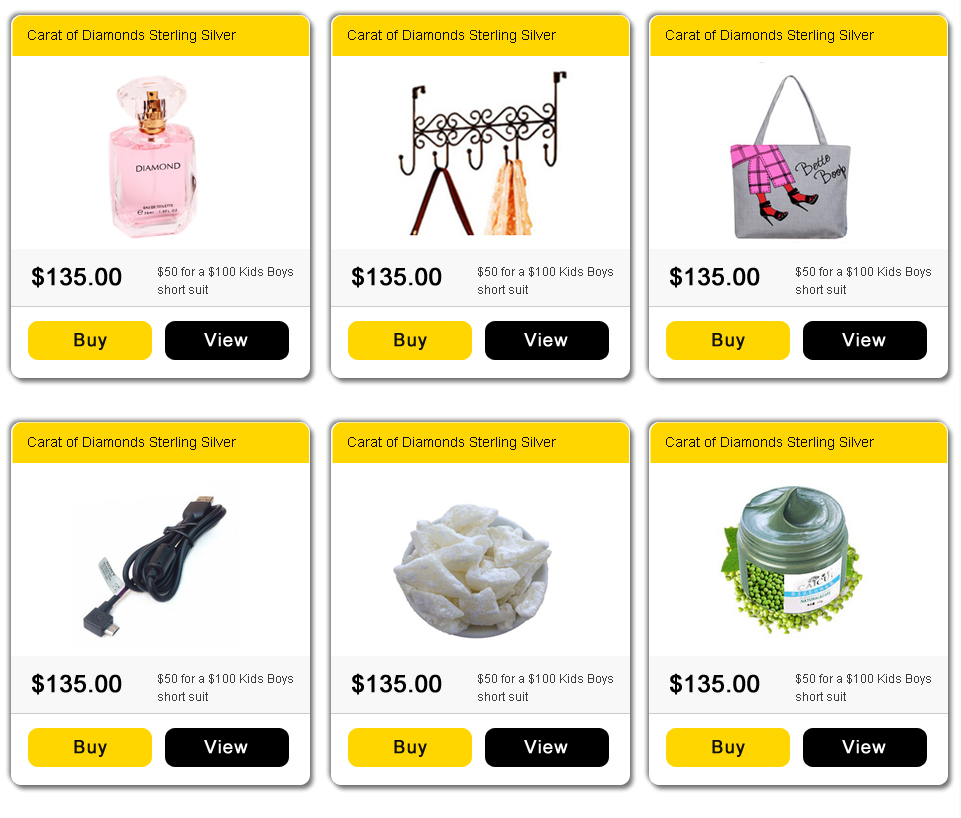 Carat of Diamonds Sterling Silver
Carat of Diamonds Sterling Silver
Carat of Diamonds Sterling Silver
DIAMOND
EAU DE TOILETTE
Bette
Boop
$135.00
$50 for a $100 Kids Boys
short suit
$135.00
$50 for a $100 Kids Boys
short suit
$135.00
$50 for a $100 Kids Boys
short suit
Buy
View
Buy
View
Buy
View
Carat of Diamonds Sterling Silver
Carat of Diamonds Sterling Silver
Carat of Diamonds Sterling Silver
$135.00
$50 for a $100 Kids Boys
short suit
$135.00
$50 for a $100 Kids Boys
short suit
$135.00
$50 for a $100 Kids Boys
short suit
Buy
View
Buy
View
Buy
View